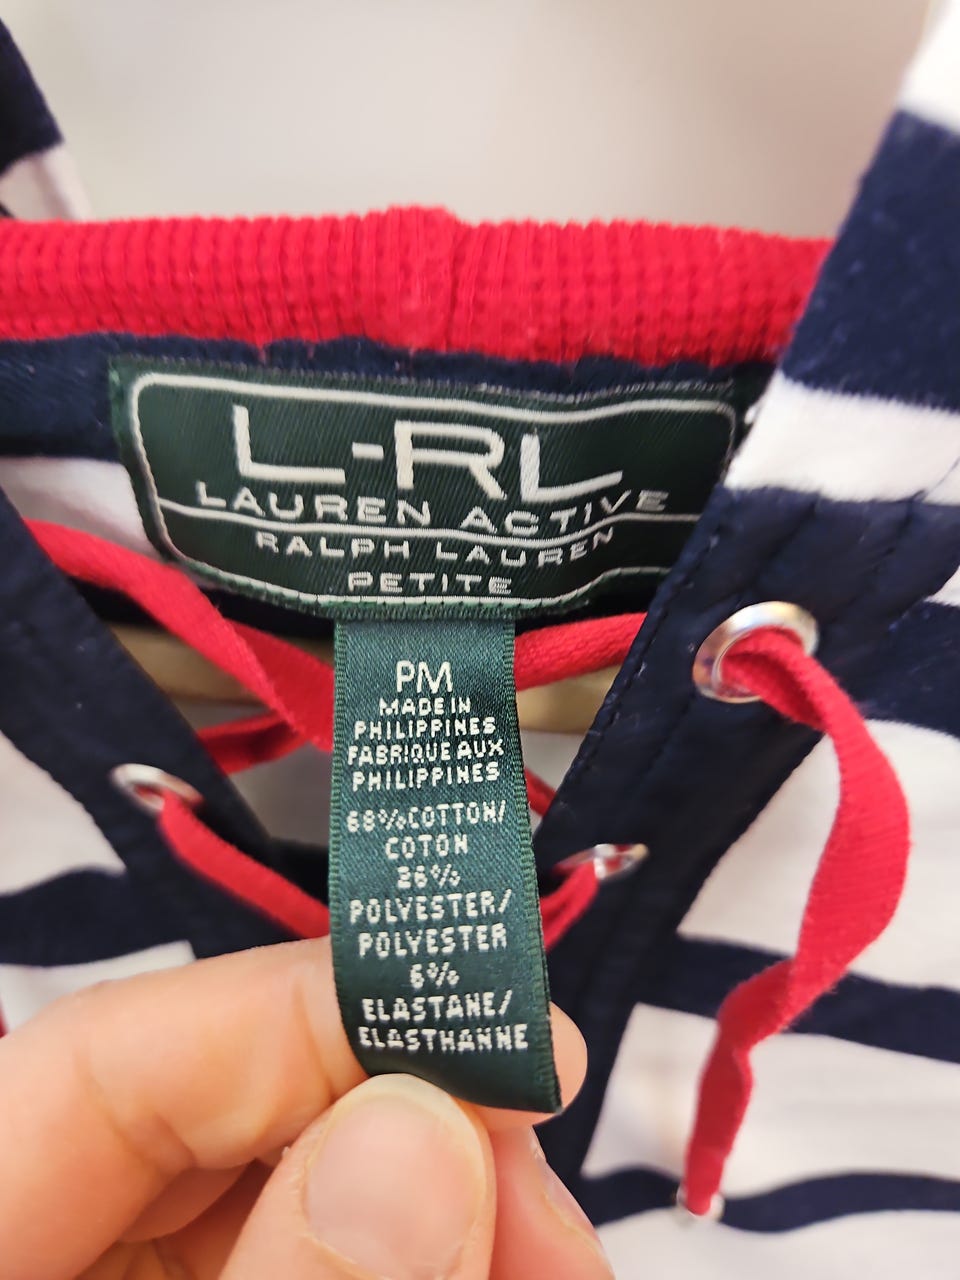 L-RL
LAUREN ACTIVE
RALPH LAUREN
PETITE
PM
MADE IN
PHILIPPINES
FABRIQUE AUX
PHILIPPINES
68% COTTON/
COTON
26%
POLYESTER/
POLYESTER
6%
ELASTANE/
ELASTHANNE